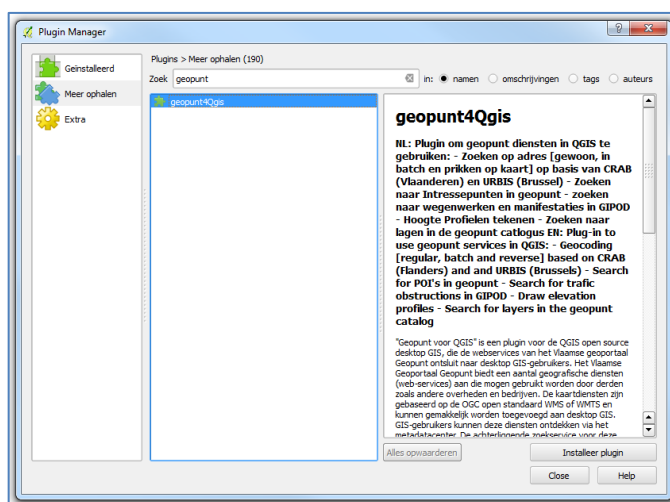 Plugin Manager
Geïnstalleerd
Meer ophalen
Extra
Plugins > Meer ophalen (190)
Zoek geopunt in: namen omschrijvingen tags auteurs
geopunt4Qgis
geopunt4Qgis
NL: Plugin om geopunt diensten in QGIS te
gebruiken: - Zoeken op adres [gewoon, in
batch en prikken op kaart] op basis van CRAB
(Vlaanderen) en URBIS (Brussel) - Zoeken
naar Intressepunten in geopunt - zoeken
naar wegenwerken en manifestaties in GIPOD
- Hoogte Profielen tekenen - Zoeken naar
lagen in de geopunt catlogus EN: Plug-in to
use geopunt services in QGIS: - Geocoding
[regular, batch and reverse] based on CRAB
(Flanders) and and URBIS (Brussels) - Search
for POI's in geopunt - Search for trafic
obstructions in GIPOD - Draw elevation
profiles - Search for layers in the geopunt
catalog
"Geopunt voor QGIS" is een plugin voor de QGIS open source
desktop GIS, die de webservices van het Vlaamse geoportaal
Geopunt ontsluit naar desktop GIS-gebruikers. Het Vlaamse
Geoportaal Geopunt biedt een aantal geografische diensten
(web-services) aan die mogen gebruikt worden door derden
zoals andere overheden en bedrijven. De kaartdiensten zijn
gebaseerd op de OGC open standaard WMS of WMTS en
kunnen gemakkelijk worden toegevoegd aan desktop GIS.
GIS-gebruikers kunnen deze diensten ontdekken via het
metadatacenter. De achterliggende zoekservice voor deze
Alles opwaarderen
Installeer plugin
Close
Help